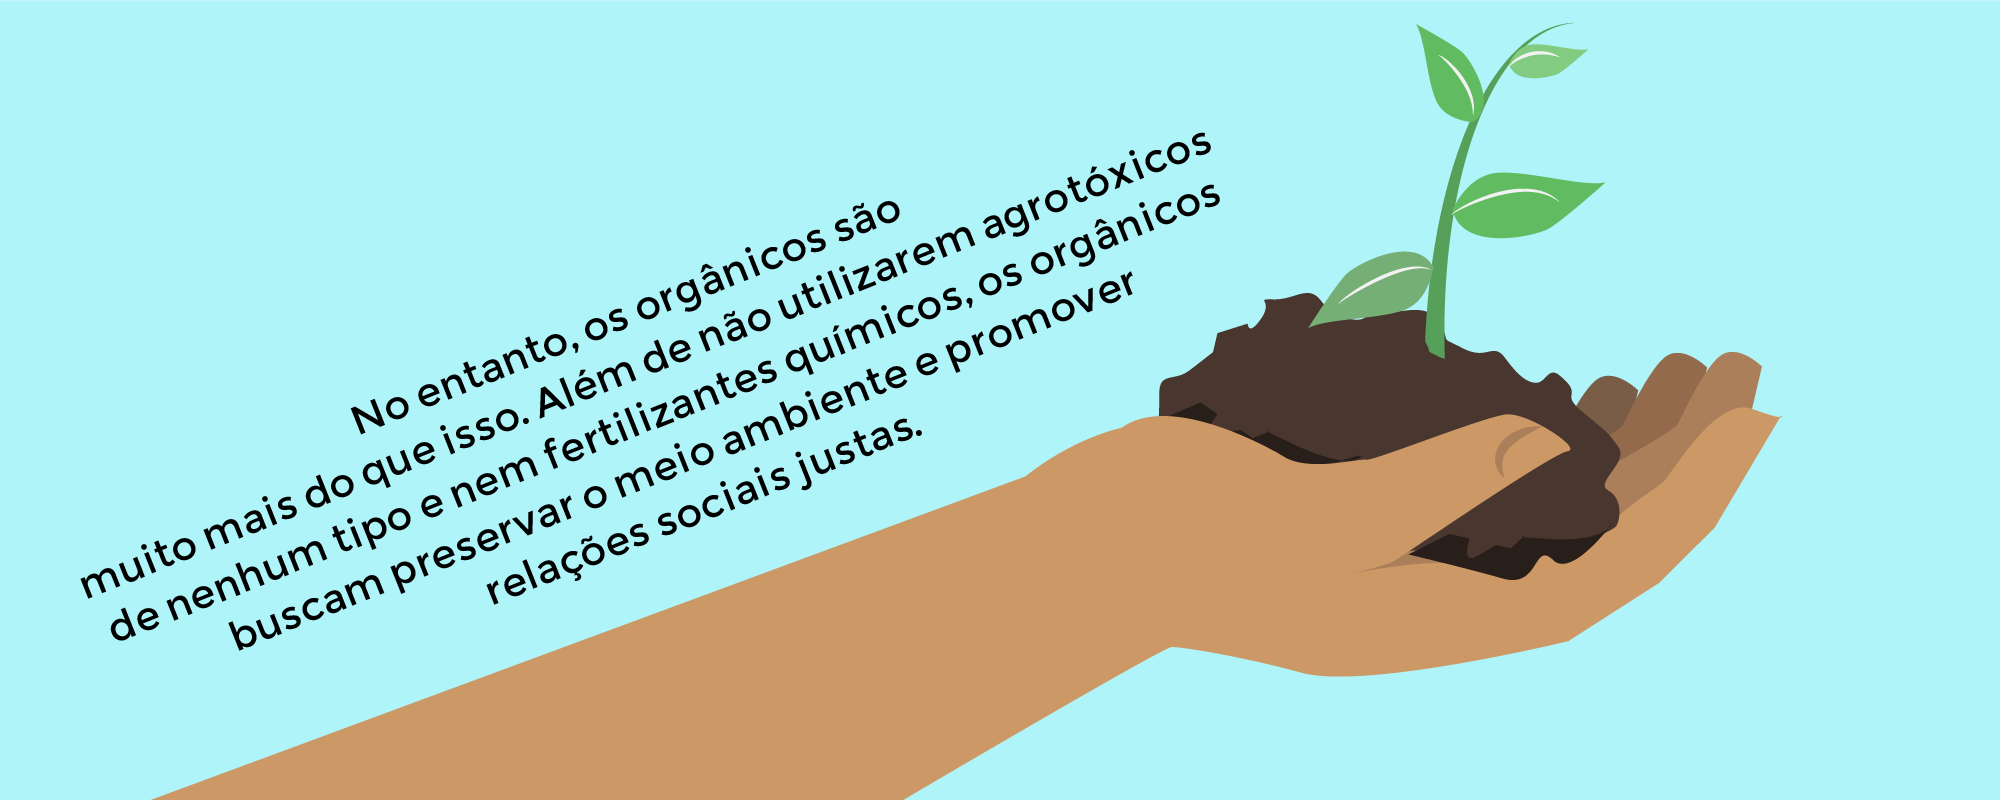 No entanto, os orgânicos são
muito mais do que isso. Além de não utilizarem agrotóxicos
de nenhum tipo e nem fertilizantes químicos, os orgânicos
buscam preservar o meio ambiente e promover
relações sociais justas.